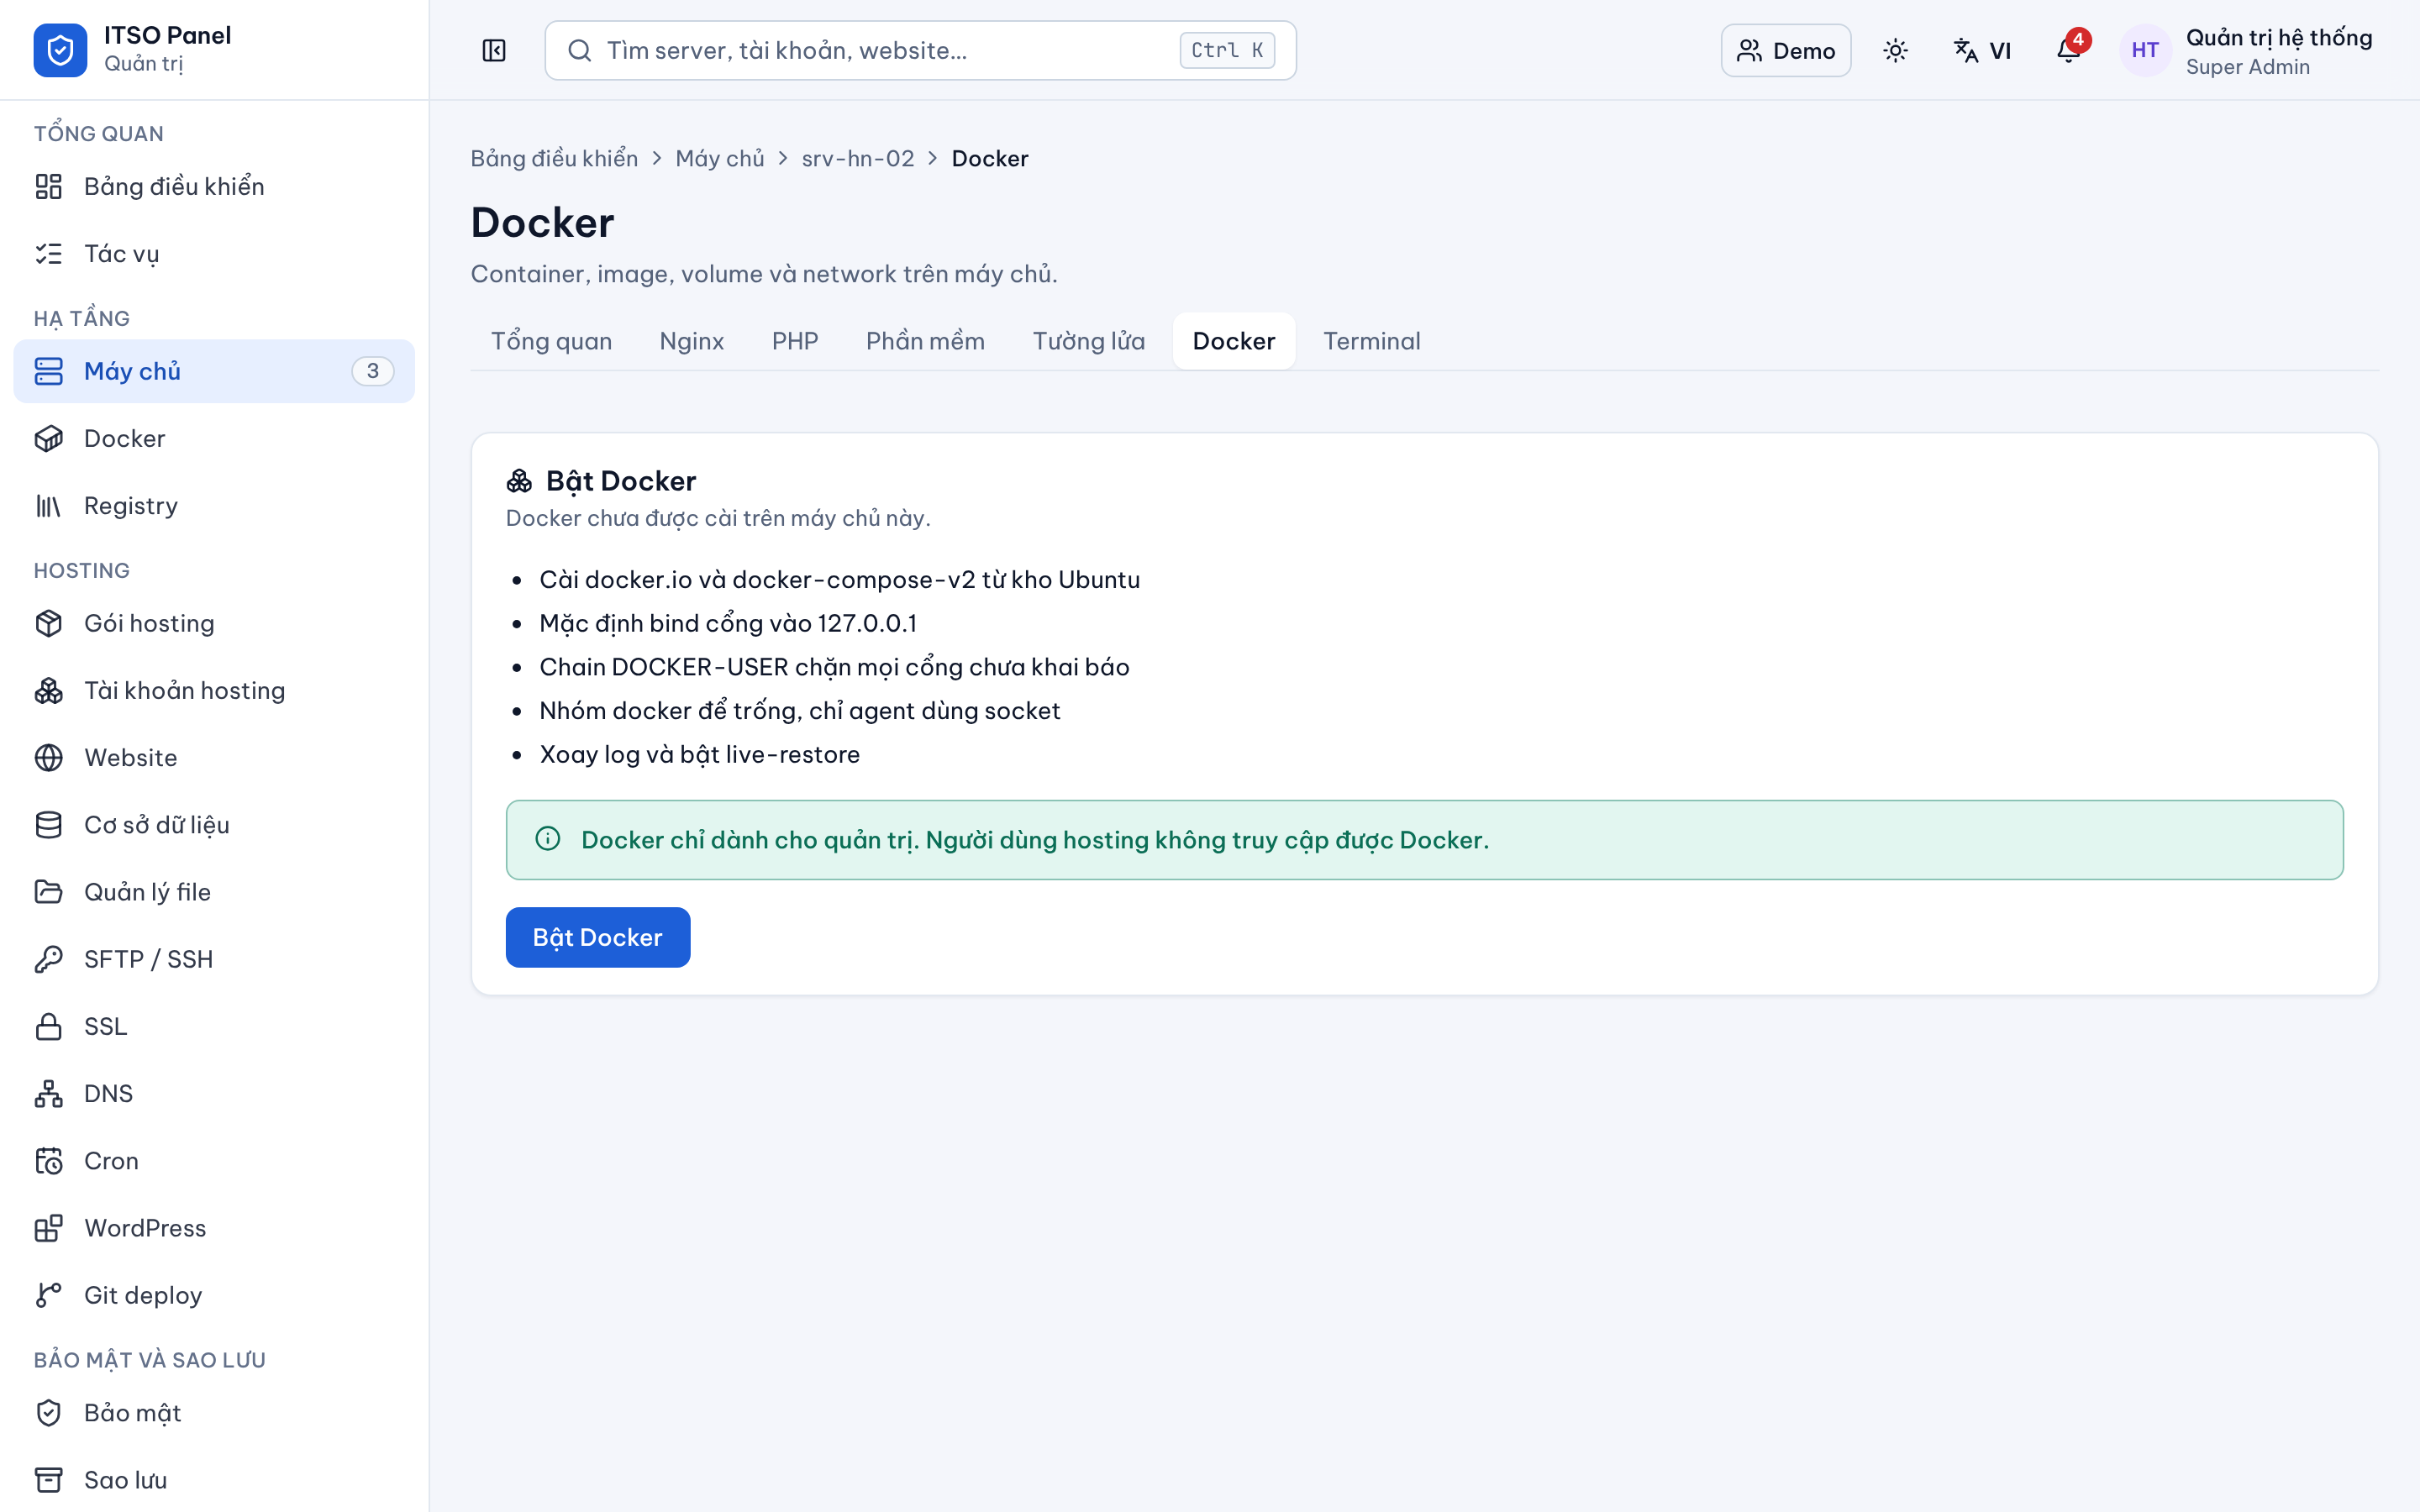 ITSO Panel
Quản trị
Tìm server, tài khoản, website...
Ctrl K
Demo
VI
4
HT
Quản trị hệ thống
Super Admin
TỔNG QUAN
Bảng điều khiển
Tác vụ
HẠ TẦNG
Máy chủ
3
Docker
Registry
HOSTING
Gói hosting
Tài khoản hosting
Website
Cơ sở dữ liệu
Quản lý file
SFTP / SSH
SSL
DNS
Cron
WordPress
Git deploy
BẢO MẬT VÀ SAO LƯU
Bảo mật
Sao lưu
Bảng điều khiển > Máy chủ > srv-hn-02 > Docker
Docker
Container, image, volume và network trên máy chủ.
Tổng quan Nginx PHP Phần mềm Tường lửa Docker Terminal
Bật Docker
Docker chưa được cài trên máy chủ này.
• Cài docker.io và docker-compose-v2 từ kho Ubuntu
• Mặc định bind cổng vào 127.0.0.1
• Chain DOCKER-USER chặn mọi cổng chưa khai báo
• Nhóm docker để trống, chỉ agent dùng socket
• Xoay log và bật live-restore
Docker chỉ dành cho quản trị. Người dùng hosting không truy cập được Docker.
Bật Docker